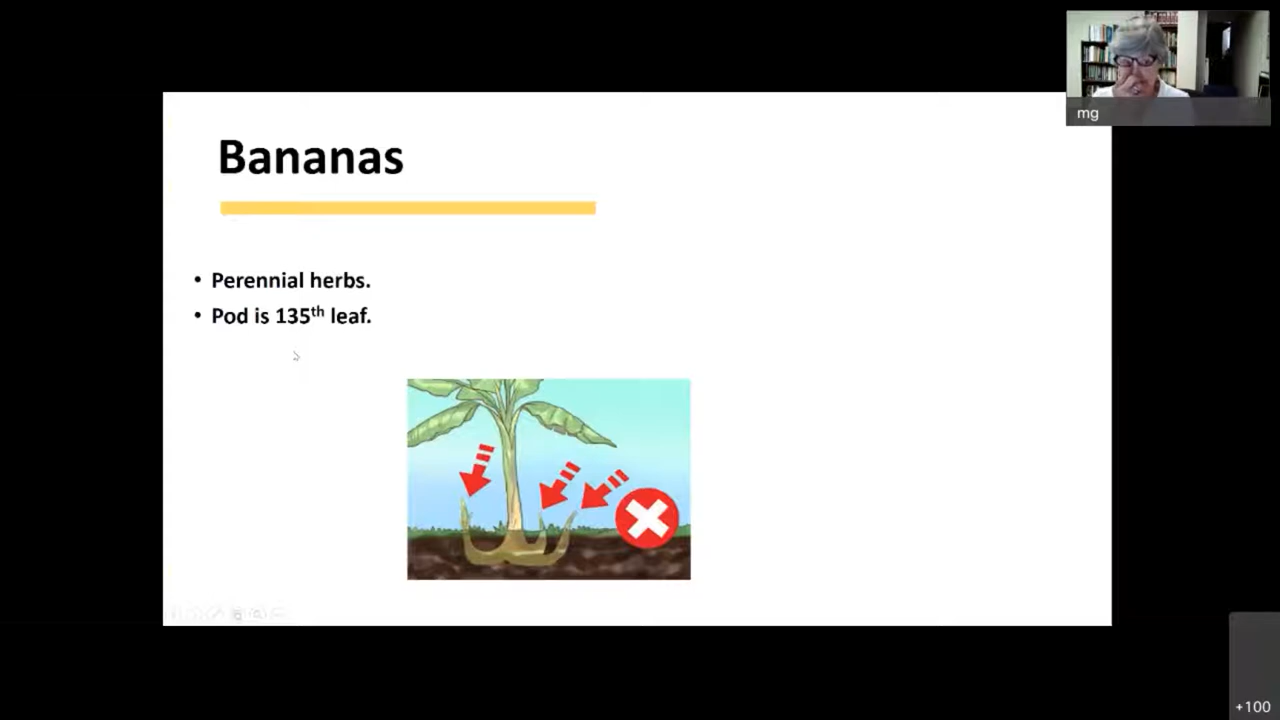 mg
Bananas
• Perennial herbs.
• Pod is 135th leaf.
+100